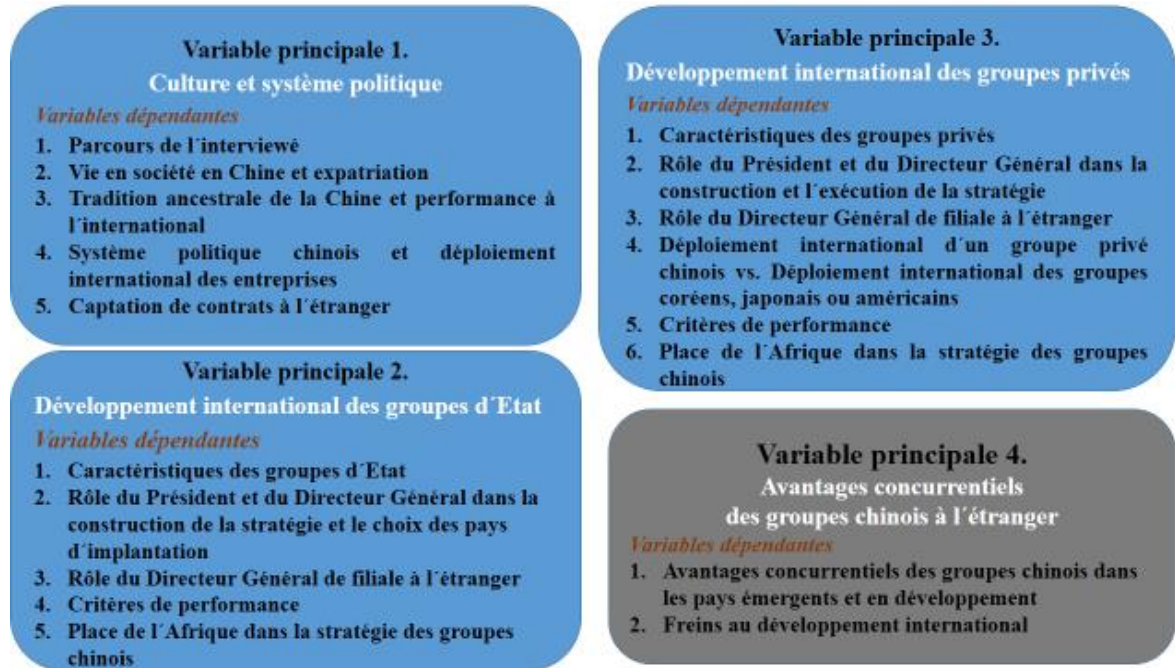 Variable principale 1.
Culture et système politique
Variables dépendantes
1. Parcours de l´interviewé
2. Vie en société en Chine et expatriation
3. Tradition ancestrale de la Chine et performance à
l´international
4. Système politique chinois et déploiement
international des entreprises
5. Captation de contrats à l´étranger
Variable principale 2.
Développement international des groupes d´Etat
Variables dépendantes
1. Caractéristiques des groupes d´Etat
2. Rôle du Président et du Directeur Général dans la
construction de la stratégie et le choix des pays
d´implantation
3. Rôle du Directeur Général de filiale à l´étranger
4. Critères de performance
5. Place de l´Afrique dans la stratégie des groupes
chinois
Variable principale 3.
Développement international des groupes privés
Variables dépendantes
1. Caractéristiques des groupes privés
2. Rôle du Président et du Directeur Général dans la
construction et l´exécution de la stratégie
3. Rôle du Directeur Général de filiale à l´étranger
4. Déploiement international d´un groupe privé
chinois vs. Déploiement international des groupes
coréens, japonais ou américains
5. Critères de performance
6. Place de l´Afrique dans la stratégie des groupes
chinois
Variable principale 4.
Avantages concurrentiels
des groupes chinois à l´étranger
Variables dépendantes
1. Avantages concurrentiels des groupes chinois dans
les pays émergents et en développement
2. Freins au développement international